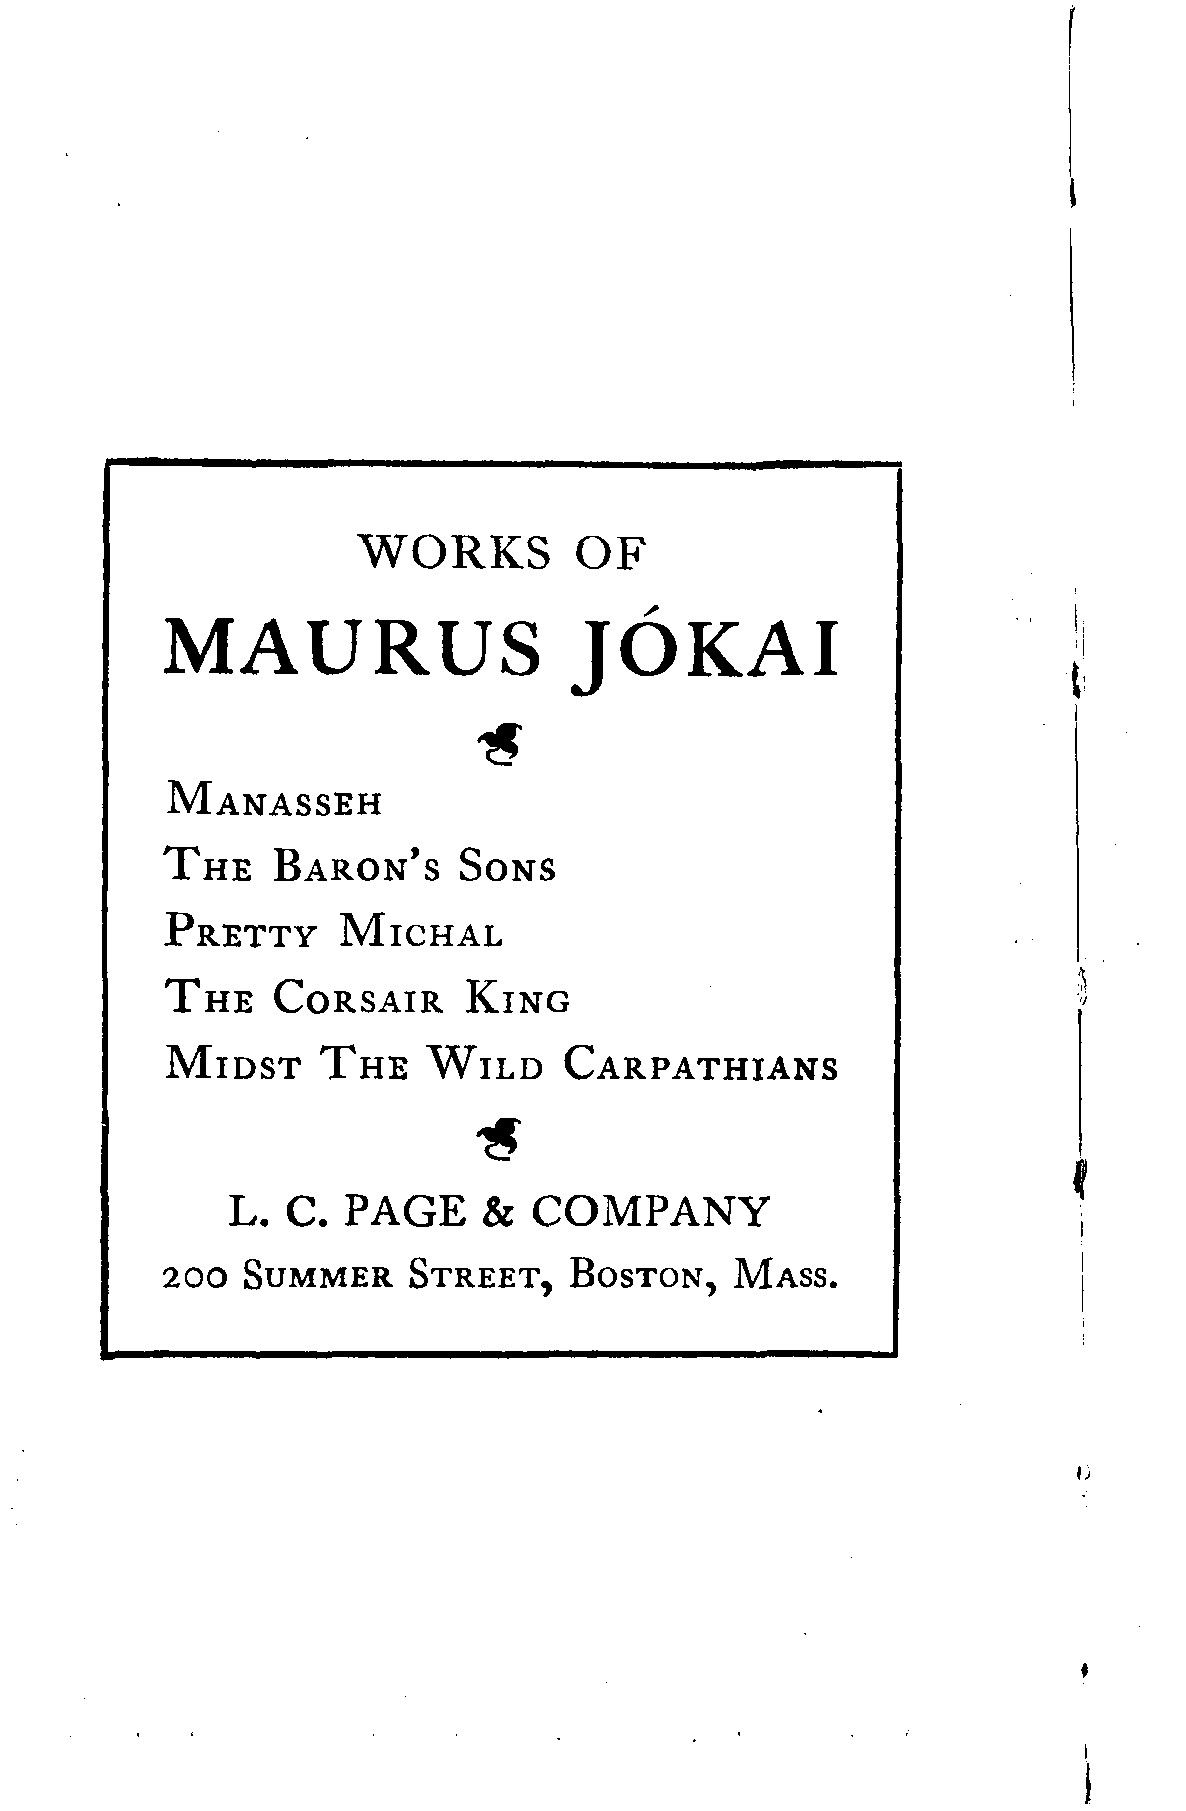 WORKS OF
MAURUS JÓKAI
MANASSEH
THE BARON'S SONS
PRETTY MICHAL
THE CORSAIR KING
MIDST THE WILD CARPATHIANS
L. C. PAGE & COMPANY
200 SUMMER STREET, BOSTON, MASS.